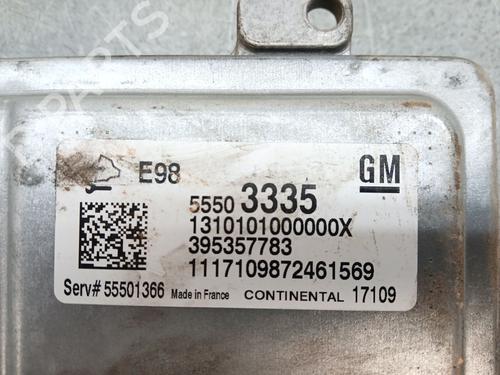 E98
GM
5550 3335
1310101000000X
395357783
1117109872461569
Serv# 55501366 Made in France CONTINENTAL 17109